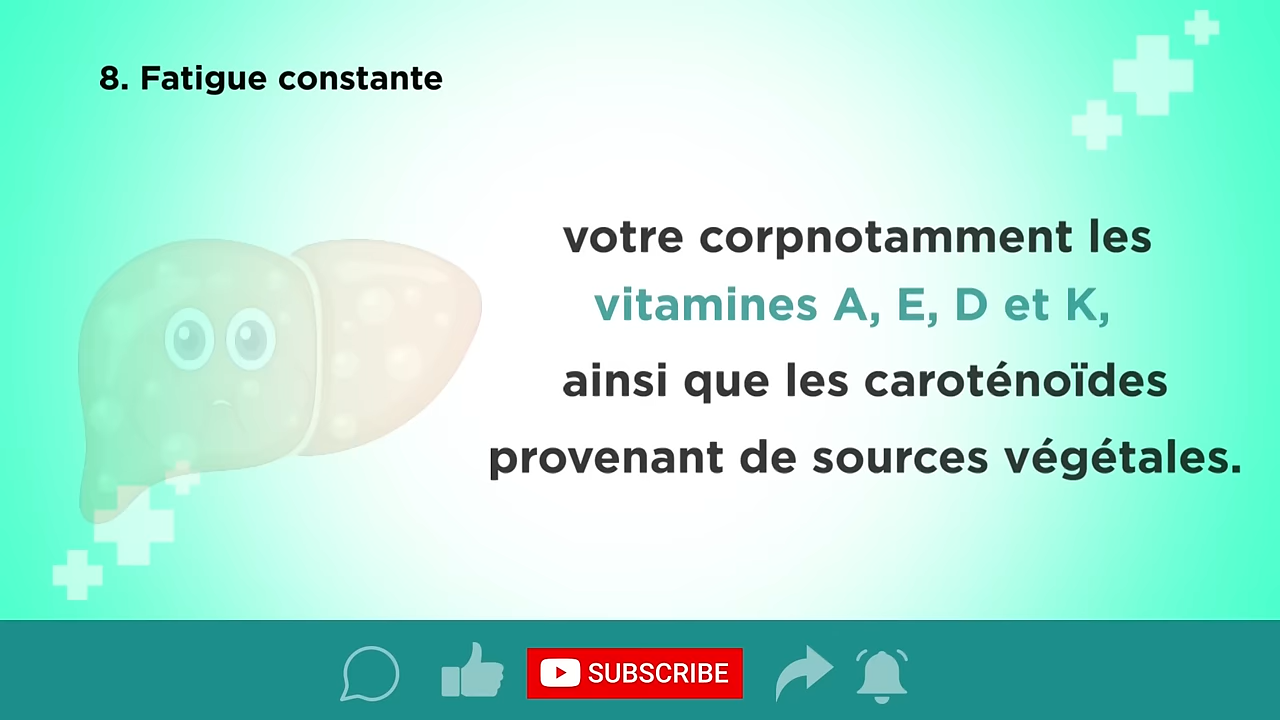 8. Fatigue constante
votre corpnotamment les
vitamines A, E, D et K,
ainsi que les caroténoïdes
provenant de sources végétales.
SUBSCRIBE